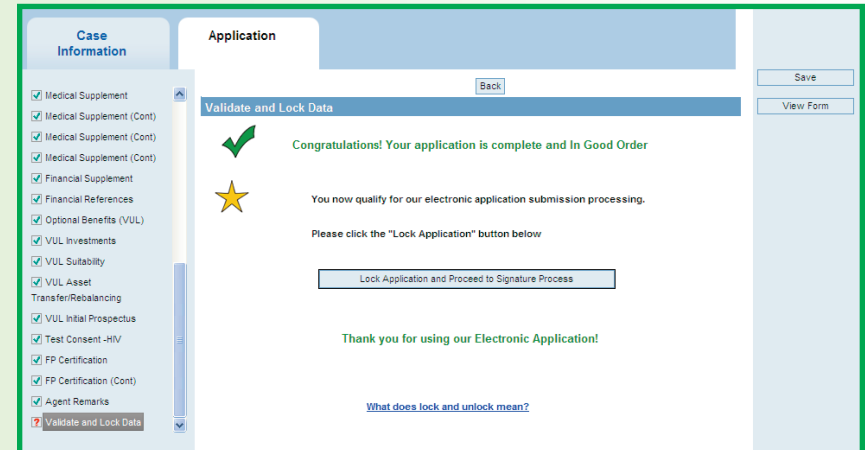 Case
Information
Application
Medical Supplement
Medical Supplement (Cont)
Medical Supplement (Cont)
Medical Supplement (Cont)
Financial Supplement
Financial References
Optional Benefits (VUL)
VUL Investments
VUL Suitability
VUL Asset
Transfer/Rebalancing
VUL Initial Prospectus
Test Consent -HIV
FP Certification
FP Certification (Cont)
Agent Remarks
? Validate and Lock Data
Back
Validate and Lock Data
Congratulations! Your application is complete and In Good Order
You now qualify for our electronic application submission processing.
Please click the "Lock Application" button below
Lock Application and Proceed to Signature Process
Thank you for using our Electronic Application!
What does lock and unlock mean?
Save
View Form